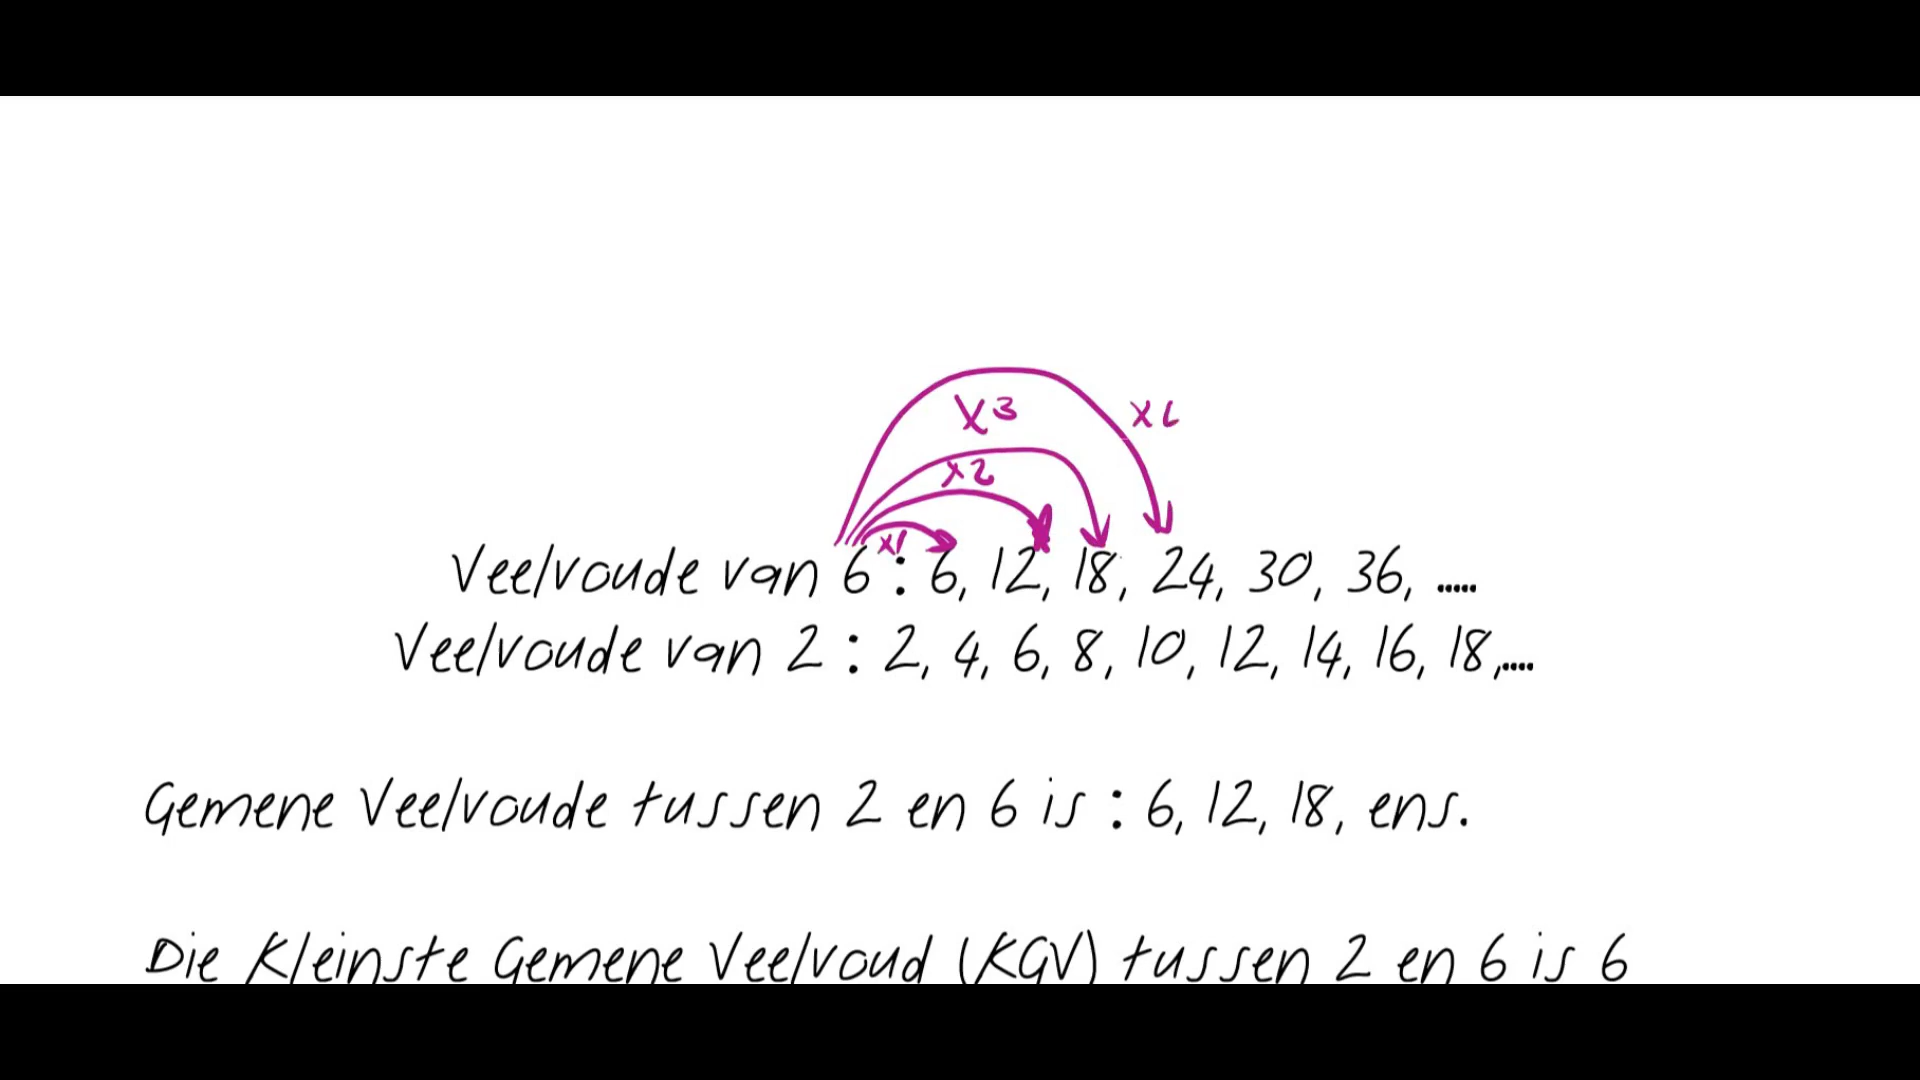 x3 x2 x1
Veelvoude van 6 : 6, 12, 18, 24, 30, 36, .....
Veelvoude van 2 : 2, 4, 6, 8, 10, 12, 14, 16, 18,....
Gemene Veelvoude tussen 2 en 6 is : 6, 12, 18, ens.
Die Kleinste Gemene Veelvoud (KGV) tussen 2 en 6 is 6